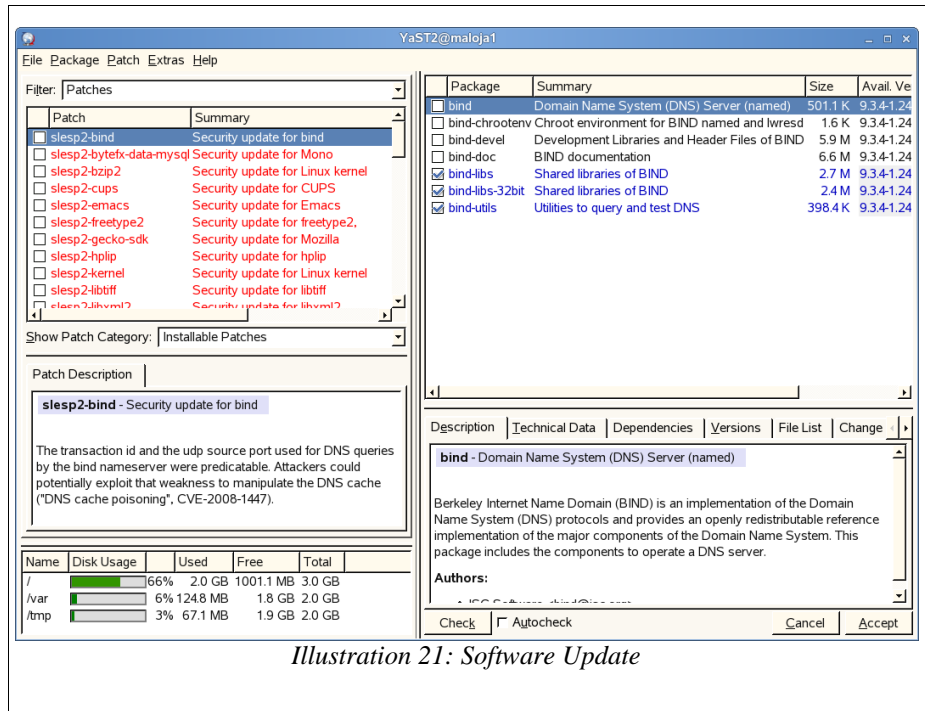 YaST2@maloja1
File Package Patch Extras Help
Filter: Patches
Patch Summary
slesp2-bind Security update for bind
slesp2-bytefx-data-mysql Security update for Mono
slesp2-bzip2 Security update for Linux kernel
slesp2-cups Security update for CUPS
slesp2-emacs Security update for Emacs
slesp2-freetype2 Security update for freetype2,
slesp2-gecko-sdk Security update for Mozilla
slesp2-hplip Security update for hplip
slesp2-kernel Security update for Linux kernel
slesp2-libtiff Security update for libtiff
slesp2-libxml2 Security update for libxml2
Show Patch Category: Installable Patches
Patch Description
slesp2-bind - Security update for bind
The transaction id and the udp source port used for DNS queries
by the bind nameserver were predicatable. Attackers could
potentially exploit that weakness to manipulate the DNS cache
("DNS cache poisoning", CVE-2008-1447).
Name Disk Usage Used Free Total
/ 66% 2.0 GB 1001.1 MB 3.0 GB
/var 6% 124.8 MB 1.8 GB 2.0 GB
/tmp 3% 67.1 MB 1.9 GB 2.0 GB
Package Summary Size Avail. Ve
bind Domain Name System (DNS) Server (named) 501.1 K 9.3.4-1.24
bind-chrootenv Chroot environment for BIND named and lwresd 1.6 K 9.3.4-1.24
bind-devel Development Libraries and Header Files of BIND 5.9 M 9.3.4-1.24
bind-doc BIND documentation 6.6 M 9.3.4-1.24
bind-libs Shared libraries of BIND 2.7 M 9.3.4-1.24
bind-libs-32bit Shared libraries of BIND 2.4 M 9.3.4-1.24
bind-utils Utilities to query and test DNS 398.4 K 9.3.4-1.24
Description Technical Data Dependencies Versions File List Change
bind - Domain Name System (DNS) Server (named)
Berkeley Internet Name Domain (BIND) is an implementation of the Domain
Name System (DNS) protocols and provides an openly redistributable reference
implementation of the major components of the Domain Name System. This
package includes the components to operate a DNS server.
Authors:
ISC Software <bind@isc.org>
Check Autocheck Cancel Accept
Illustration 21: Software Update